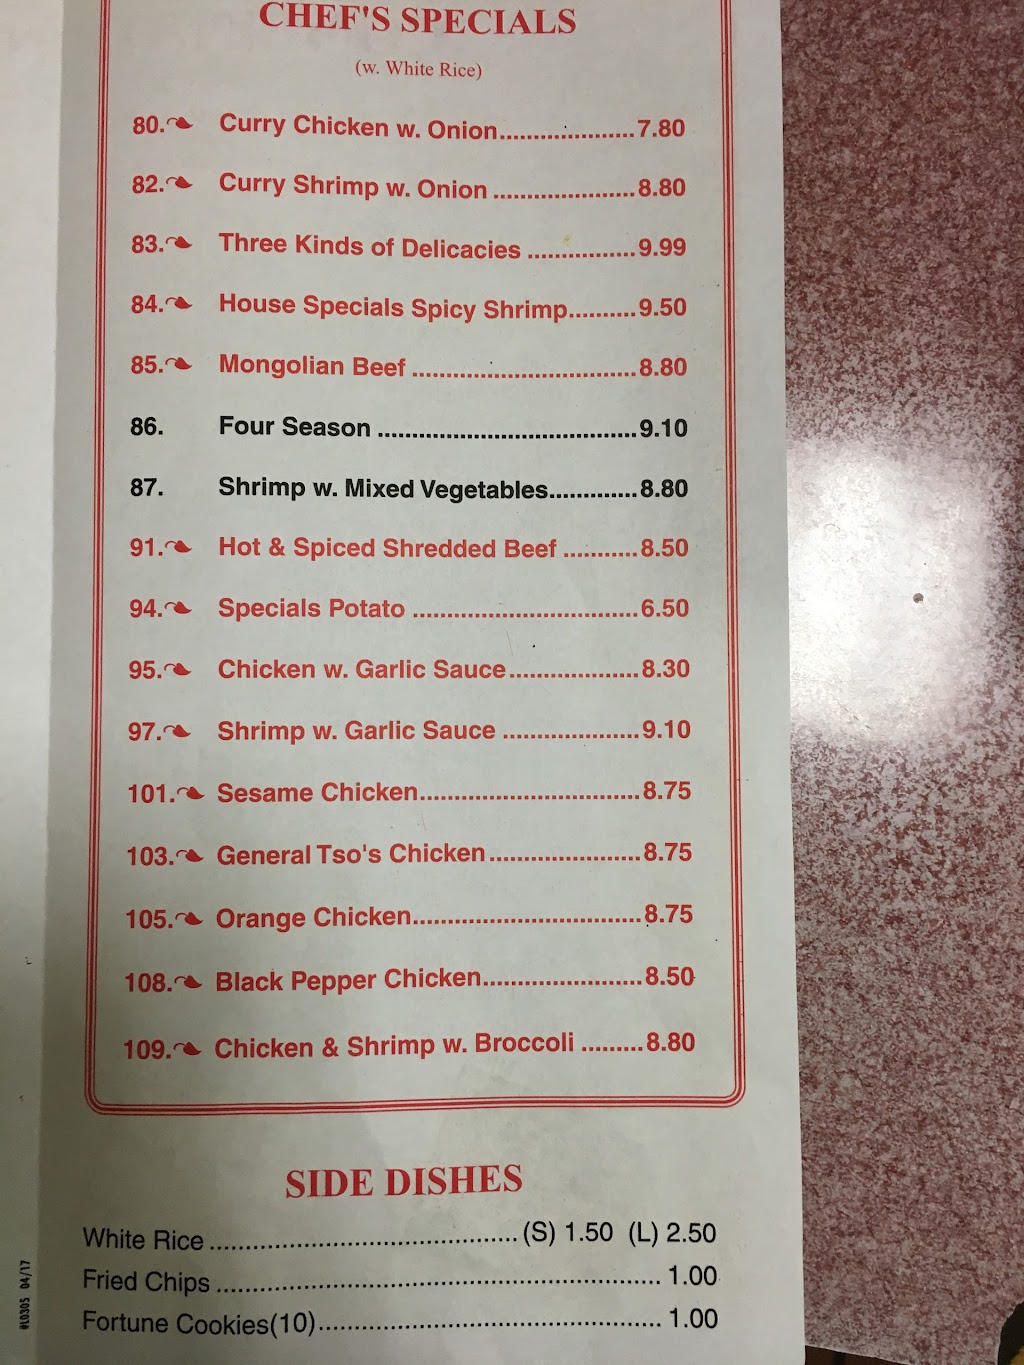 CHEF'S SPECIALS
(w. White Rice)
80. Curry Chicken w. Onion....................7.80
82. Curry Shrimp w. Onion .....................8.80
83. Three Kinds of Delicacies ................9.99
84. House Specials Spicy Shrimp..........9.50
85. Mongolian Beef .................................8.80
86. Four Season ......................................9.10
87. Shrimp w. Mixed Vegetables.............8.80
91. Hot & Spiced Shredded Beef ...........8.50
94. Specials Potato .................................6.50
95. Chicken w. Garlic Sauce...................8.30
97. Shrimp w. Garlic Sauce ....................9.10
101. Sesame Chicken................................8.75
103. General Tso's Chicken......................8.75
105. Orange Chicken.................................8.75
108. Black Pepper Chicken.......................8.50
109. Chicken & Shrimp w. Broccoli .........8.80
SIDE DISHES
White Rice ........................................... (S) 1.50 (L) 2.50
Fried Chips .............................................................. 1.00
Fortune Cookies(10)................................................ 1.00
@L0305 04/17